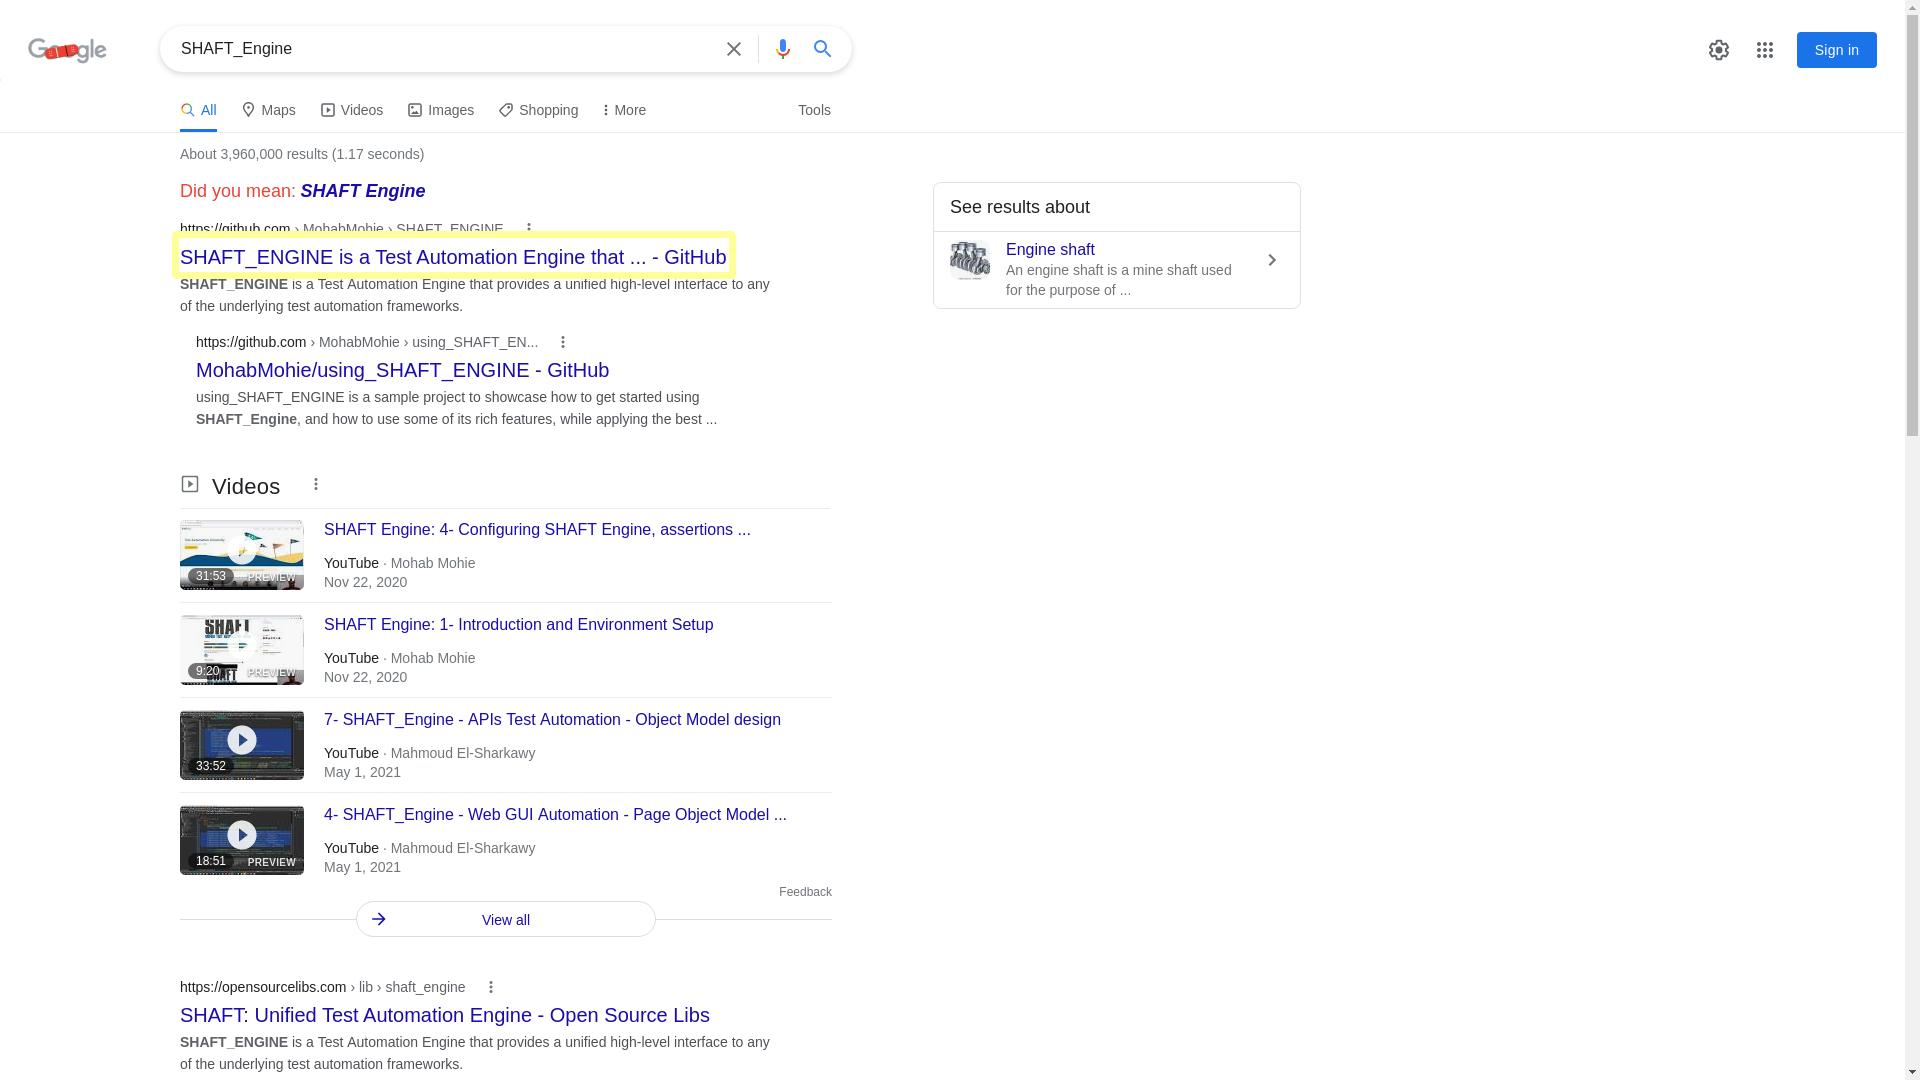 Google
SHAFT_Engine
Sign in
All
Maps
Videos
Images
Shopping
More
Tools
About 3,960,000 results (1.17 seconds)
Did you mean: SHAFT Engine
https://github.com › MohabMohie › SHAFT_ENGINE
SHAFT_ENGINE is a Test Automation Engine that ... - GitHub
SHAFT_ENGINE is a Test Automation Engine that provides a unified high-level interface to any
of the underlying test automation frameworks.
https://github.com › MohabMohie › using_SHAFT_EN...
MohabMohie/using_SHAFT_ENGINE - GitHub
using_SHAFT_ENGINE is a sample project to showcase how to get started using
SHAFT_Engine, and how to use some of its rich features, while applying the best ...
See results about
Engine shaft
An engine shaft is a mine shaft used
for the purpose of ...
Videos
31:53
PREVIEW
SHAFT Engine: 4- Configuring SHAFT Engine, assertions ...
YouTube · Mohab Mohie
Nov 22, 2020
SHAFT
9:20
PREVIEW
SHAFT
SHAFT Engine: 1- Introduction and Environment Setup
YouTube · Mohab Mohie
Nov 22, 2020
33:52
7- SHAFT_Engine - APIs Test Automation - Object Model design
YouTube · Mahmoud El-Sharkawy
May 1, 2021
18:51
PREVIEW
4- SHAFT_Engine - Web GUI Automation - Page Object Model ...
YouTube · Mahmoud El-Sharkawy
May 1, 2021
Feedback
View all
https://opensourcelibs.com › lib › shaft_engine
SHAFT: Unified Test Automation Engine - Open Source Libs
SHAFT_ENGINE is a Test Automation Engine that provides a unified high-level interface to any
of the underlying test automation frameworks.